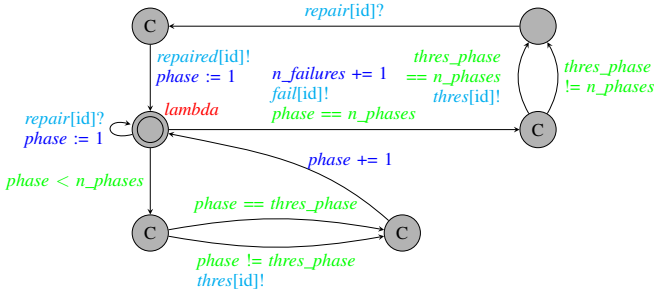 repair[id]?
C
repaired[id]!
phase := 1
n_failures += 1
fail[id]!
phase == n_phases
thres_phase
== n_phases
thres[id]!
thres_phase
!= n_phases
lambda
repair[id]?
phase := 1
C
phase < n_phases
phase += 1
phase == thres_phase
C
C
phase != thres_phase
thres[id]!